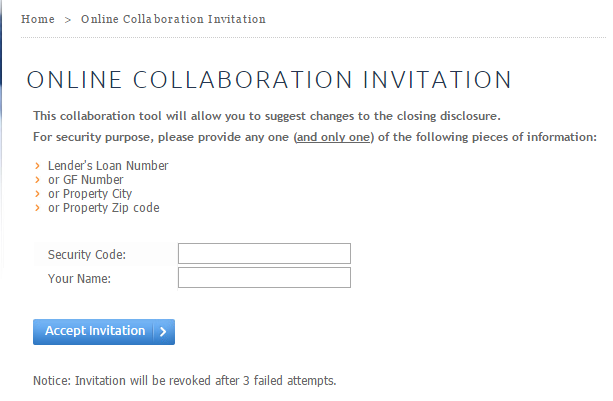 Home > Online Collaboration Invitation
ONLINE COLLABORATION INVITATION
This collaboration tool will allow you to suggest changes to the closing disclosure.
For security purpose, please provide any one (and only one) of the following pieces of information:
Lender's Loan Number
or GF Number
or Property City
or Property Zip code
Security Code:
Your Name:
Accept Invitation
Notice: Invitation will be revoked after 3 failed attempts.